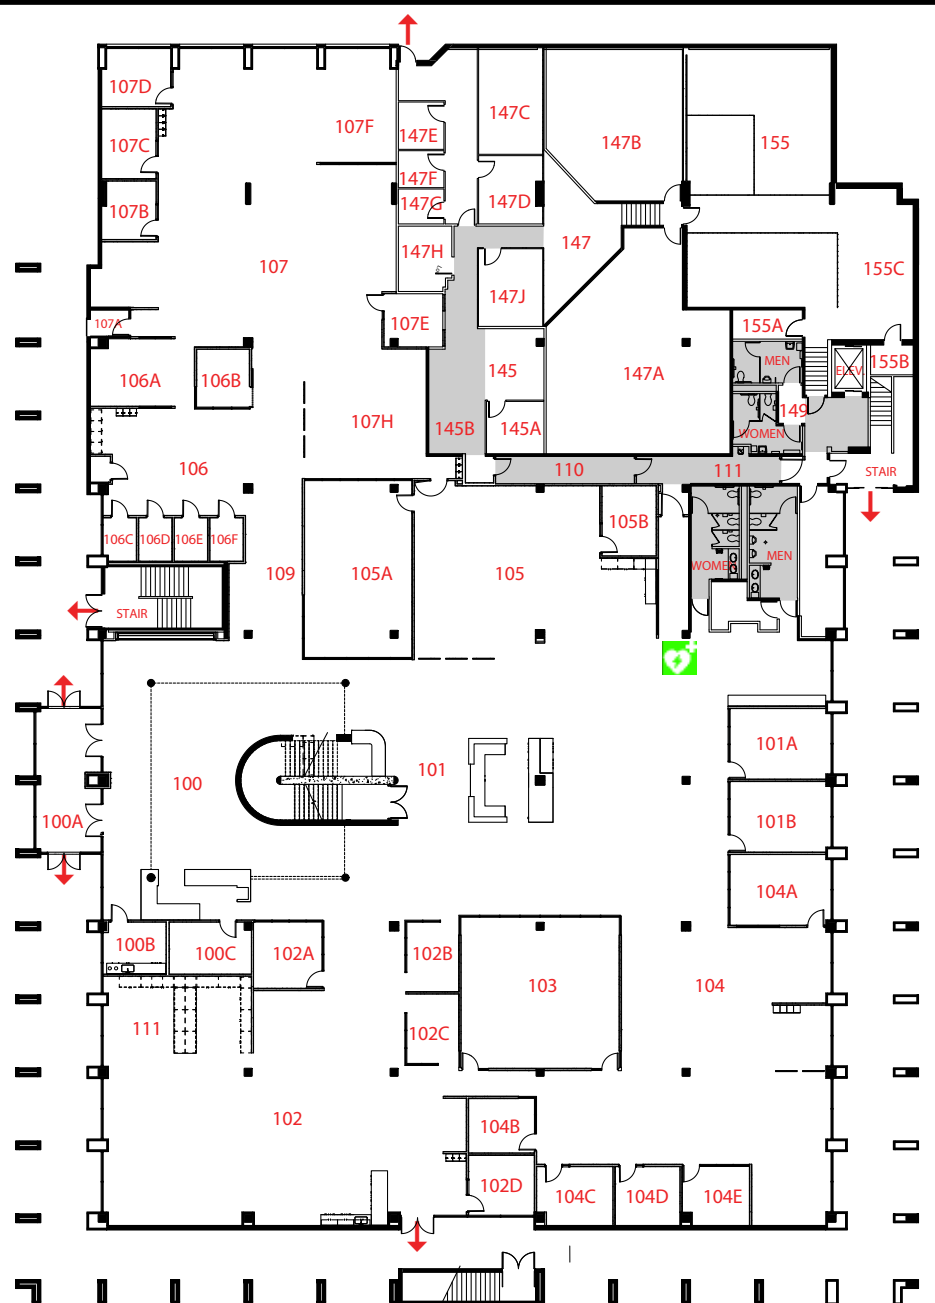 107D
107F
147C
107C
147E
147B
155
147F
107B
147G
147D
147H
147
107
155C
147J
107A
107E
155A
MEN
155B
106A
106B
145
147A
ELEV
107H
145B
145A
149
WOMEN
106
110
111
STAIR
105B
106C
106D
106E
106F
109
105A
105
WOMEN
MEN
STAIR
101A
100
101
100A
101B
104A
100B
100C
102A
102B
103
104
111
102C
102
104B
102D
104C
104D
104E